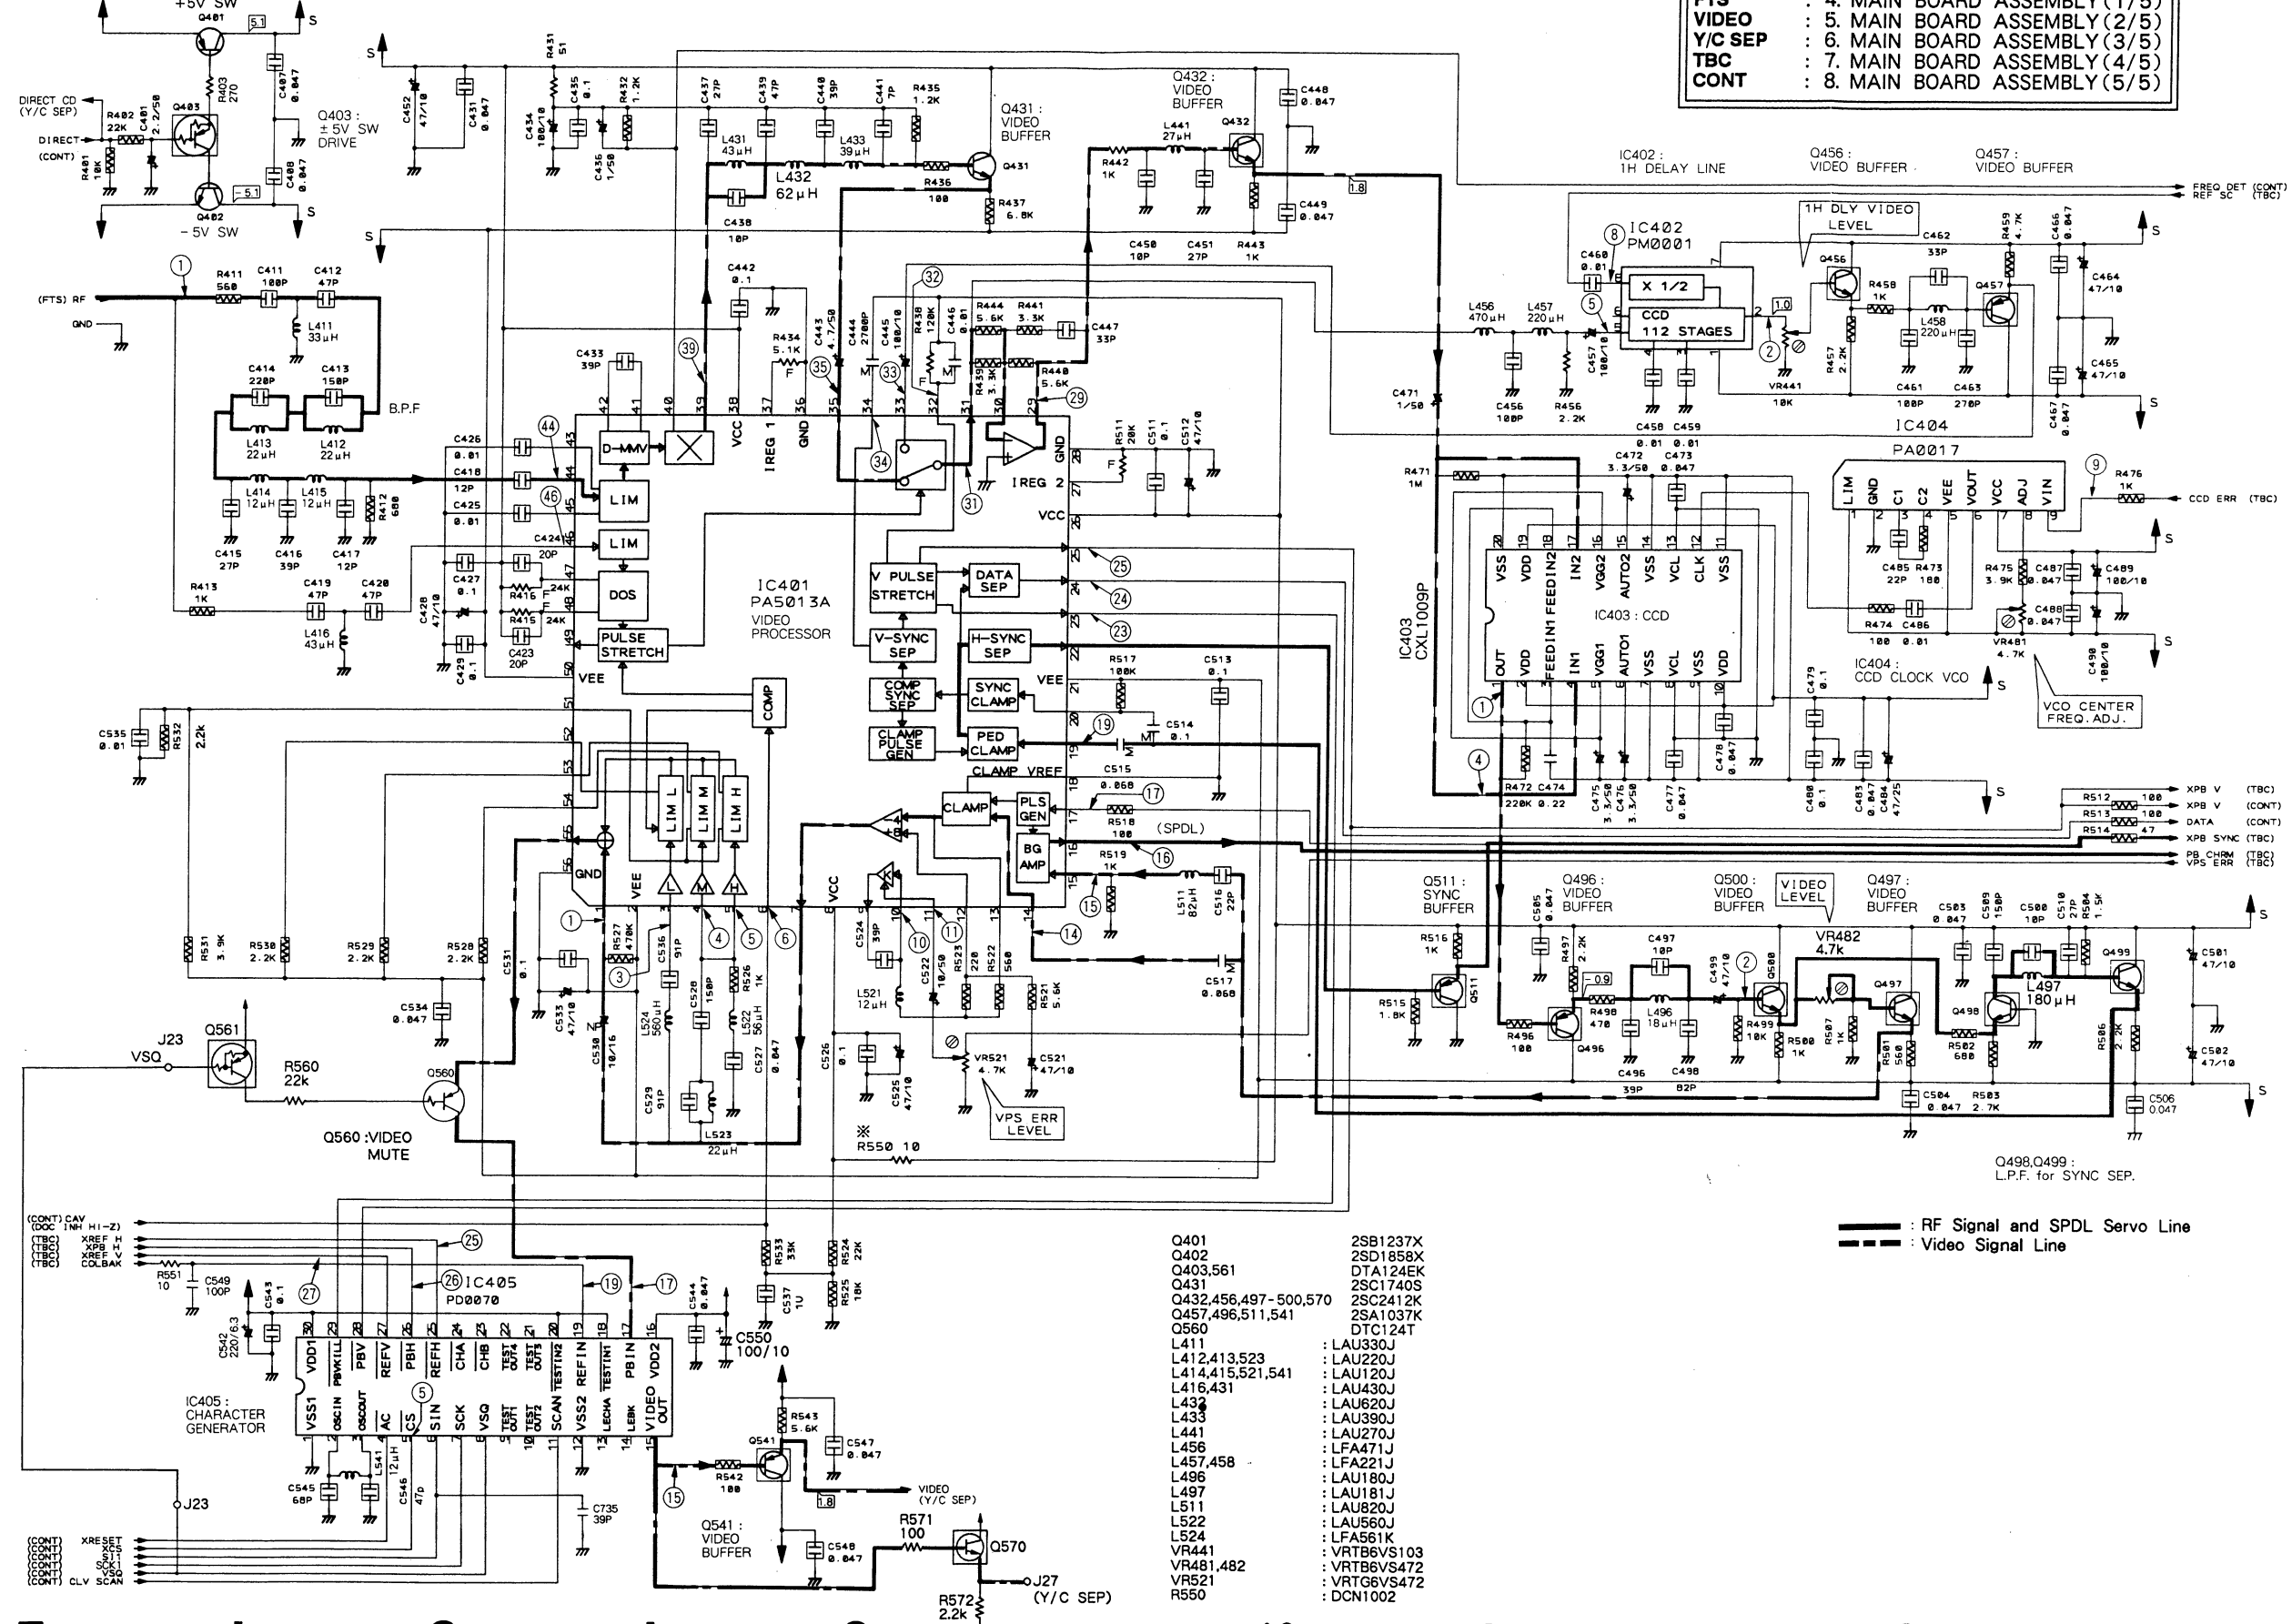 +5V SW
Q401
5.1
S
FTS : 4. MAIN BOARD ASSEMBLY(1/5)
VIDEO : 5. MAIN BOARD ASSEMBLY(2/5)
Y/C SEP : 6. MAIN BOARD ASSEMBLY(3/5)
TBC : 7. MAIN BOARD ASSEMBLY(4/5)
CONT : 8. MAIN BOARD ASSEMBLY(5/5)
DIRECT CD
(Y/C SEP)
DIRECT
(CONT)
R402
22K
C401
2.2/50
R401
10K
Q403
R403
270
C407
0.047
C408
0.047
Q403 :
± 5V SW
DRIVE
-5.1
Q402
- 5V SW
S
C452
47/10
C431
0.047
R431
51
C434
100/10
C435
0.1
C436
1/50
R432
1.2K
C437
27P
C439
47P
C440
39P
C441
7P
R435
1.2K
L431
43μH
L432
62μH
L433
39μH
C438
10P
R436
100
Q431 :
VIDEO
BUFFER
Q431
R437
6.8K
Q432 :
VIDEO
BUFFER
Q432
L441
27μH
R442
1K
C450
10P
C451
27P
R443
1K
C448
0.047
C449
0.047
1.8
IC402 :
1H DELAY LINE
Q456 :
VIDEO BUFFER
Q457 :
VIDEO BUFFER
FREQ DET (CONT)
REF SC (TBC)
1H DLY VIDEO
LEVEL
IC402
PM0001
X 1/2
CCD
112 STAGES
C460
0.01
L456
470μH
L457
220μH
C457
100/10
C456
100P
R456
2.2K
C458
0.01
C459
0.01
VR441
10K
1.0
Q456
R457
2.2K
R458
1K
C462
33P
L458
220μH
C461
100P
C463
270P
Q457
R459
4.7K
C466
0.047
C464
47/10
C465
47/10
C467
0.047
(FTS) RF
GND
R411
560
C411
100P
C412
47P
L411
33μH
C414
220P
C413
150P
B.P.F
L413
22μH
L412
22μH
L414
12μH
L415
12μH
C415
27P
C416
39P
C417
12P
R412
680
R413
1K
C419
47P
C420
47P
L416
43μH
C426
0.01
C418
12P
C425
0.01
C424
20P
C427
0.1
C428
47/10
C429
0.1
R416
24K
R415
24K
C423
20P
C433
39P
C442
0.1
R434
5.1K
C443
4.7/50
C444
2700P
C445
100/10
R438
120K
C446
0.01
R444
5.6K
R441
3.3K
C447
33P
R439
3.3K
R440
5.6K
R511
20K
C511
0.1
C512
47/10
D-MMV
LIM
LIM
DOS
PULSE
STRETCH
VCC
IREG 1
GND
GND
IREG 2
VCC
VEE
IC401
PA5013A
VIDEO
PROCESSOR
V PULSE
STRETCH
DATA
SEP
V-SYNC
SEP
H-SYNC
SEP
COMP
SYNC
SEP
SYNC
CLAMP
CLAMP
PULSE
GEN
PED
CLAMP
CLAMP VREF
CLAMP
PLS
GEN
BG
AMP
COMP
LIM L
LIM M
LIM H
VEE
GND
VEE
VCC
L
M
H
K
-4
+8
R517
100K
C513
0.1
C514
0.1
C515
0.068
R518
100
(SPDL)
R519
1K
L511
82μH
C516
22P
C517
0.068
C471
1/50
R471
1M
C472
3.3/50
C473
0.047
IC403
CXL1009P
IC403 : CCD
VSS
VDD
FEEDIN2
IN2
VGG2
AUTO2
VSS
VCL
CLK
VSS
OUT
VDD
FEEDIN1
IN1
VGG1
AUTO1
VSS
VCL
VSS
VDD
R472
220K
C474
0.22
C475
3.3/50
C476
3.3/50
C477
0.047
C478
0.047
C479
0.1
C480
0.1
C483
0.047
C484
47/25
IC404
PA0017
LIM
GND
C1
C2
VEE
VOUT
VCC
ADJ
VIN
R476
1K
CCD ERR (TBC)
C485
22P
R473
180
R475
3.9K
C487
0.047
C489
100/10
C488
0.047
C490
100/10
R474
100
C486
0.01
VR481
4.7K
IC404 :
CCD CLOCK VCO
VCO CENTER
FREQ. ADJ.
XPB V (TBC)
R512
100
XPB V (CONT)
R513
100
DATA (CONT)
R514
47
XPB SYNC (TBC)
PB CHRM (TBC)
VPS ERR (TBC)
C535
0.01
R532
2.2k
R531
3.9K
R530
2.2K
R529
2.2K
R528
2.2K
C534
0.047
C531
0.1
C533
47/10
R527
470K
NP
C530
10/16
C536
91P
L524
560μH
C528
150P
C529
91P
L523
22μH
R526
1K
L522
56μH
C527
0.047
C526
0.1
C524
39P
L521
12μH
C522
10/50
C525
47/10
R523
220
R522
560
R521
5.6K
VR521
4.7K
C521
47/10
VPS ERR
LEVEL
※
R550 10
Q511 :
SYNC
BUFFER
R516
1K
R515
1.8K
Q511
Q496 :
VIDEO
BUFFER
C505
0.047
R497
2.2K
-0.9
R496
100
Q496
R498
470
C497
10P
L496
18μH
C496
39P
C498
82P
C499
47/10
R499
10K
Q500 :
VIDEO
BUFFER
Q500
R500
1K
VIDEO
LEVEL
VR482
4.7k
R507
1K
Q497 :
VIDEO
BUFFER
Q497
R501
560
C504
0.047
R502
680
R503
2.7K
Q498
C503
0.047
C509
150P
C500
10P
C510
27P
R504
1.5K
L497
180μH
Q499
R506
2.2K
C501
47/10
C502
47/10
C506
0.047
Q498,Q499 :
L.P.F. for SYNC SEP.
J23
VSQ
Q561
R560
22k
Q560
Q560 :VIDEO
MUTE
(CONT) CAV
(DOC INH HI-Z)
(TBC) XREF H
(TBC) XPB H
(TBC) XREF V
(TBC) COLBAK
R551
10
C549
100P
C542
220/6.3
C543
0.1
IC405
PD0070
R533
33K
C537
1U
R524
22K
R525
18K
C544
0.047
C550
100/10
VDD1
PBVKILL
PBV
REFV
PBH
REFH
CHA
CHB
TEST OUT4
TEST OUT3
TESTIN2
REFIN
TESTIN1
PBIN
VDD2
IC405 :
CHARACTER
GENERATOR
VSS1
OSCIN
OSCOUT
AC
CS
SIN
SCK
VSQ
TEST OUT1
TEST OUT2
SCAN
VSS2
LECHA
LEBK
VIDEO OUT
C545
68P
L541
12μH
C546
47p
C735
39P
J23
(CONT) XRESET
(CONT) XCS
(CONT) SI1
(CONT) SCK1
(CONT) VSQ
(CONT) CLV SCAN
R542
100
Q541
R543
5.6K
C547
0.047
1.8
VIDEO
(Y/C SEP)
Q541 :
VIDEO
BUFFER
C548
0.047
R571
100
Q570
R572
2.2k
J27
(Y/C SEP)
Q401 2SB1237X
Q402 2SD1858X
Q403,561 DTA124EK
Q431 2SC1740S
Q432,456,497-500,570 2SC2412K
Q457,496,511,541 2SA1037K
Q560 DTC124T
L411 : LAU330J
L412,413,523 : LAU220J
L414,415,521,541 : LAU120J
L416,431 : LAU430J
L432 : LAU620J
L433 : LAU390J
L441 : LAU270J
L456 : LFA471J
L457,458 : LFA221J
L496 : LAU180J
L497 : LAU181J
L511 : LAU820J
L522 : LAU560J
L524 : LFA561K
VR441 : VRTB6VS103
VR481,482 : VRTB6VS472
VR521 : VRTG6VS472
R550 : DCN1002
: RF Signal and SPDL Servo Line
: Video Signal Line